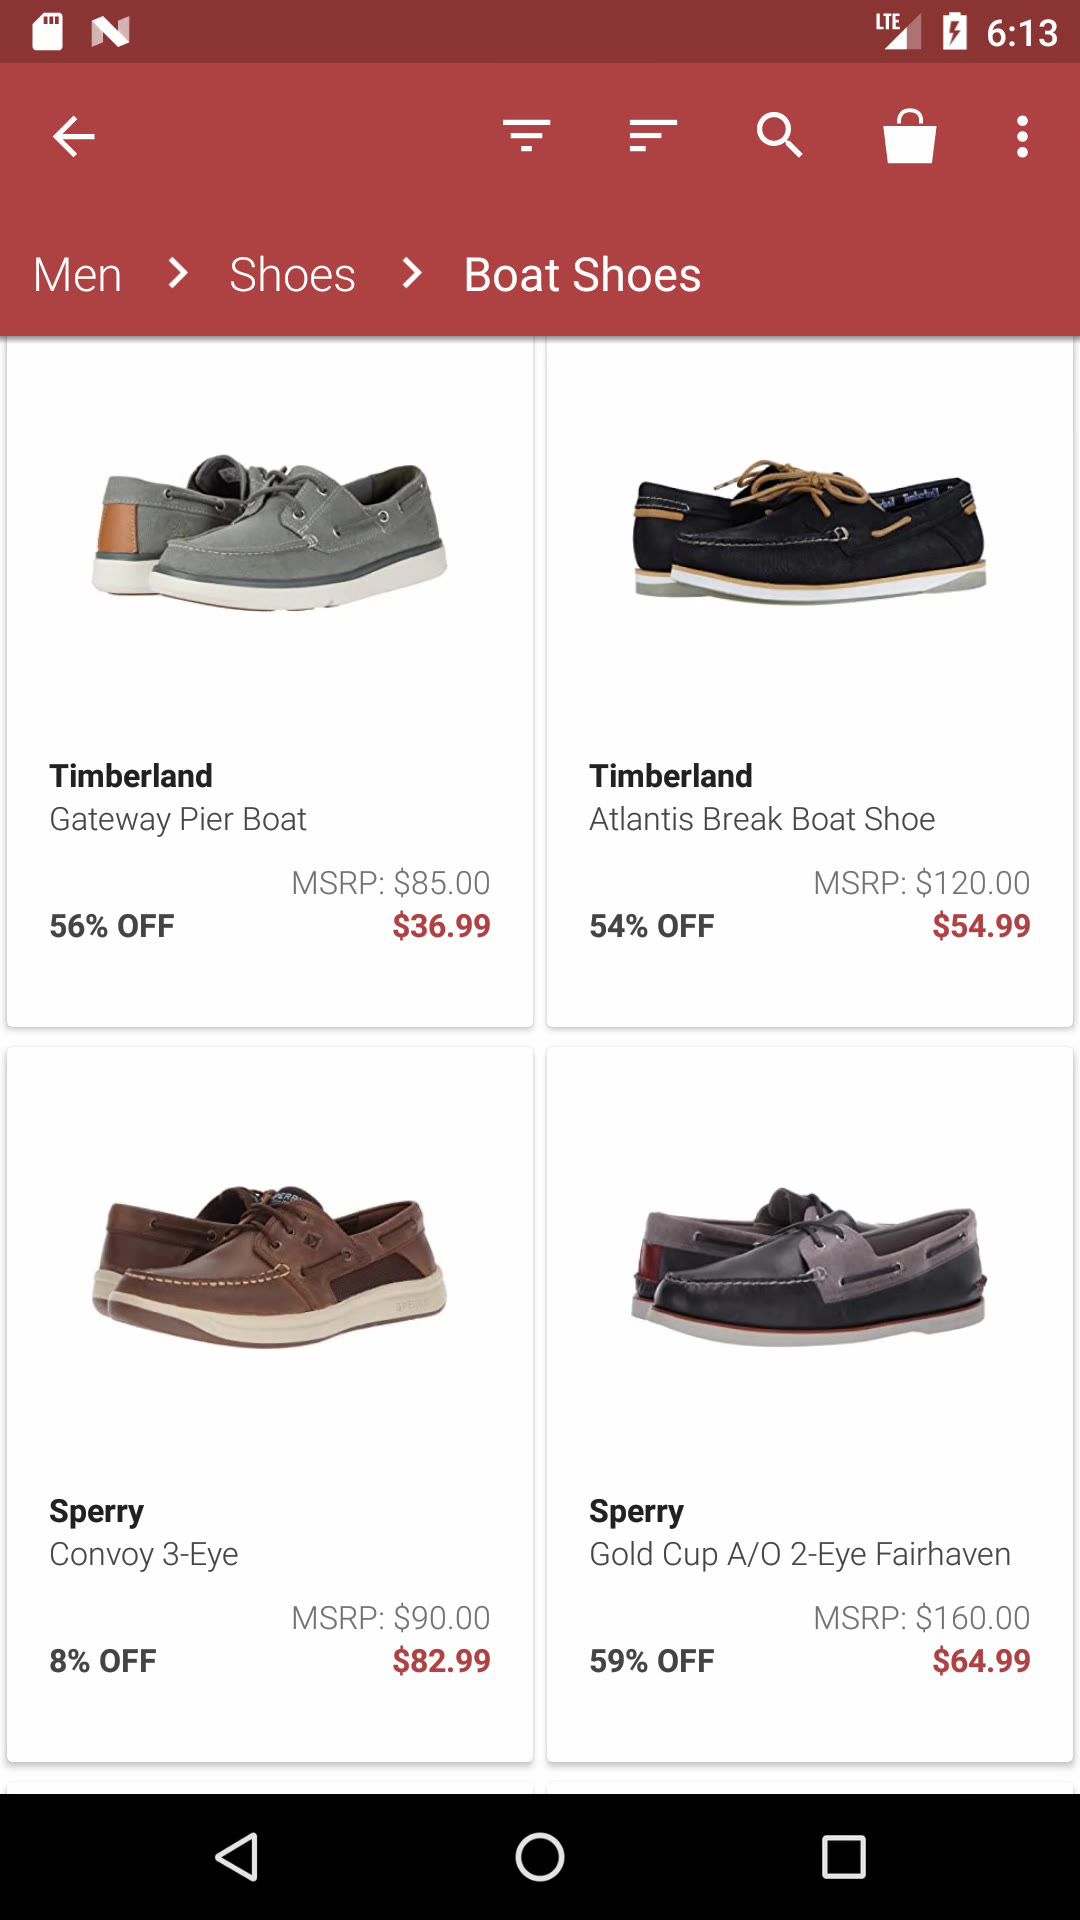 LTE 6:13
Men Shoes Boat Shoes
Timberland
Gateway Pier Boat
MSRP: $85.00
56% OFF $36.99
Timberland
Timberland
Atlantis Break Boat Shoe
MSRP: $120.00
54% OFF $54.99
SPERRY
Sperry
Convoy 3-Eye
MSRP: $90.00
8% OFF $82.99
Sperry
Gold Cup A/O 2-Eye Fairhaven
MSRP: $160.00
59% OFF $64.99